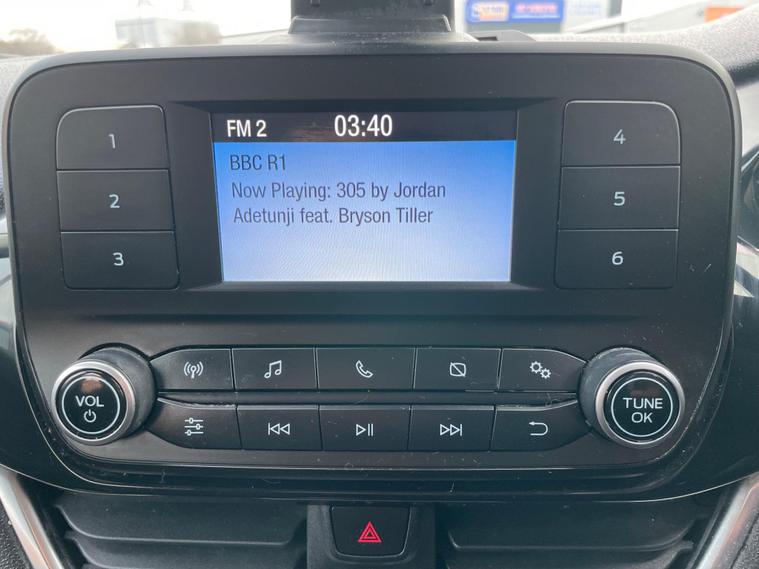 FM 2 03:40
BBC R1
Now Playing: 305 by Jordan
Adetunji feat. Bryson Tiller
1
2
3
4
5
6
VOL
TUNE
OK